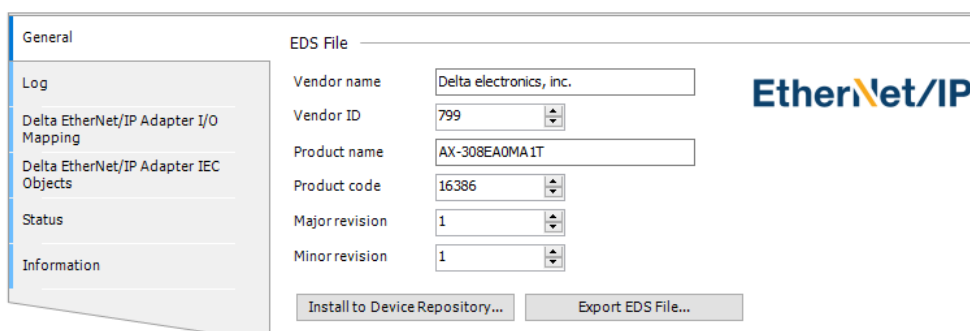 General
Log
Delta EtherNet/IP Adapter I/O
Mapping
Delta EtherNet/IP Adapter IEC
Objects
Status
Information
EDS File
Vendor name Delta electronics, inc.
Vendor ID 799
Product name AX-308EA0MA1T
Product code 16386
Major revision 1
Minor revision 1
Install to Device Repository... Export EDS File...
EtherNet/IP